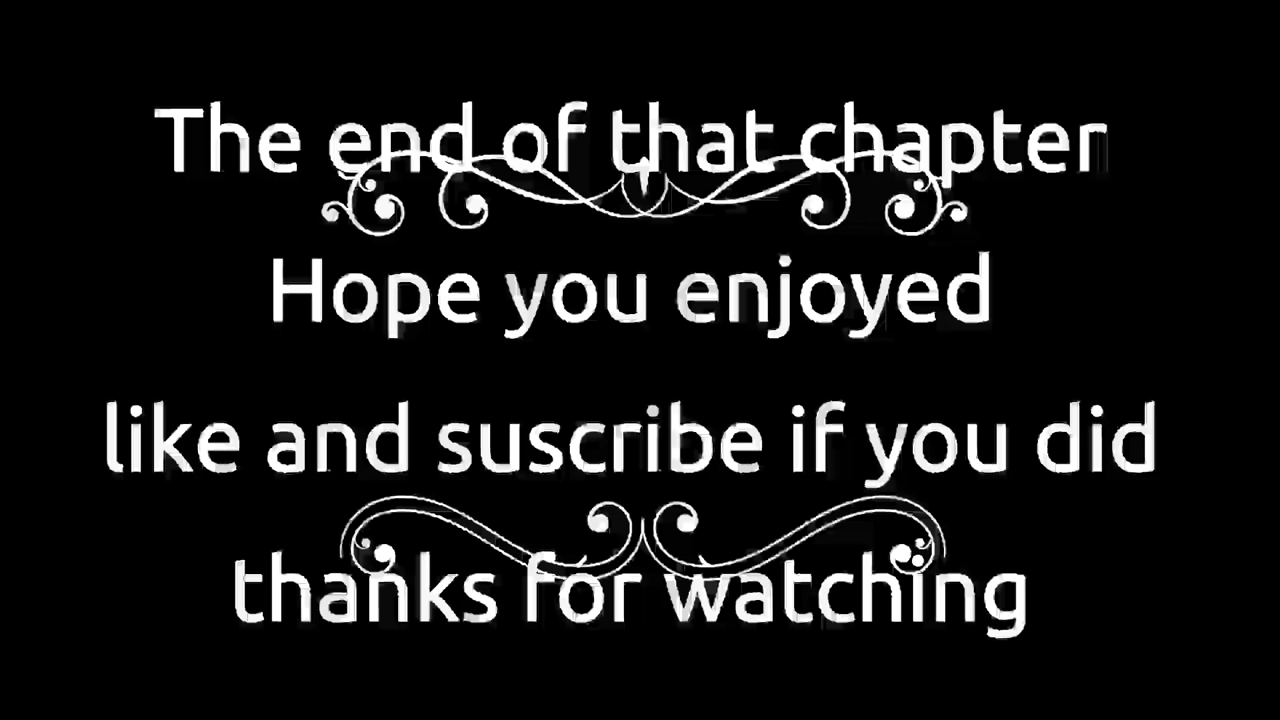 The end of that chapter
Hope you enjoyed
like and suscribe if you did
thanks for watching